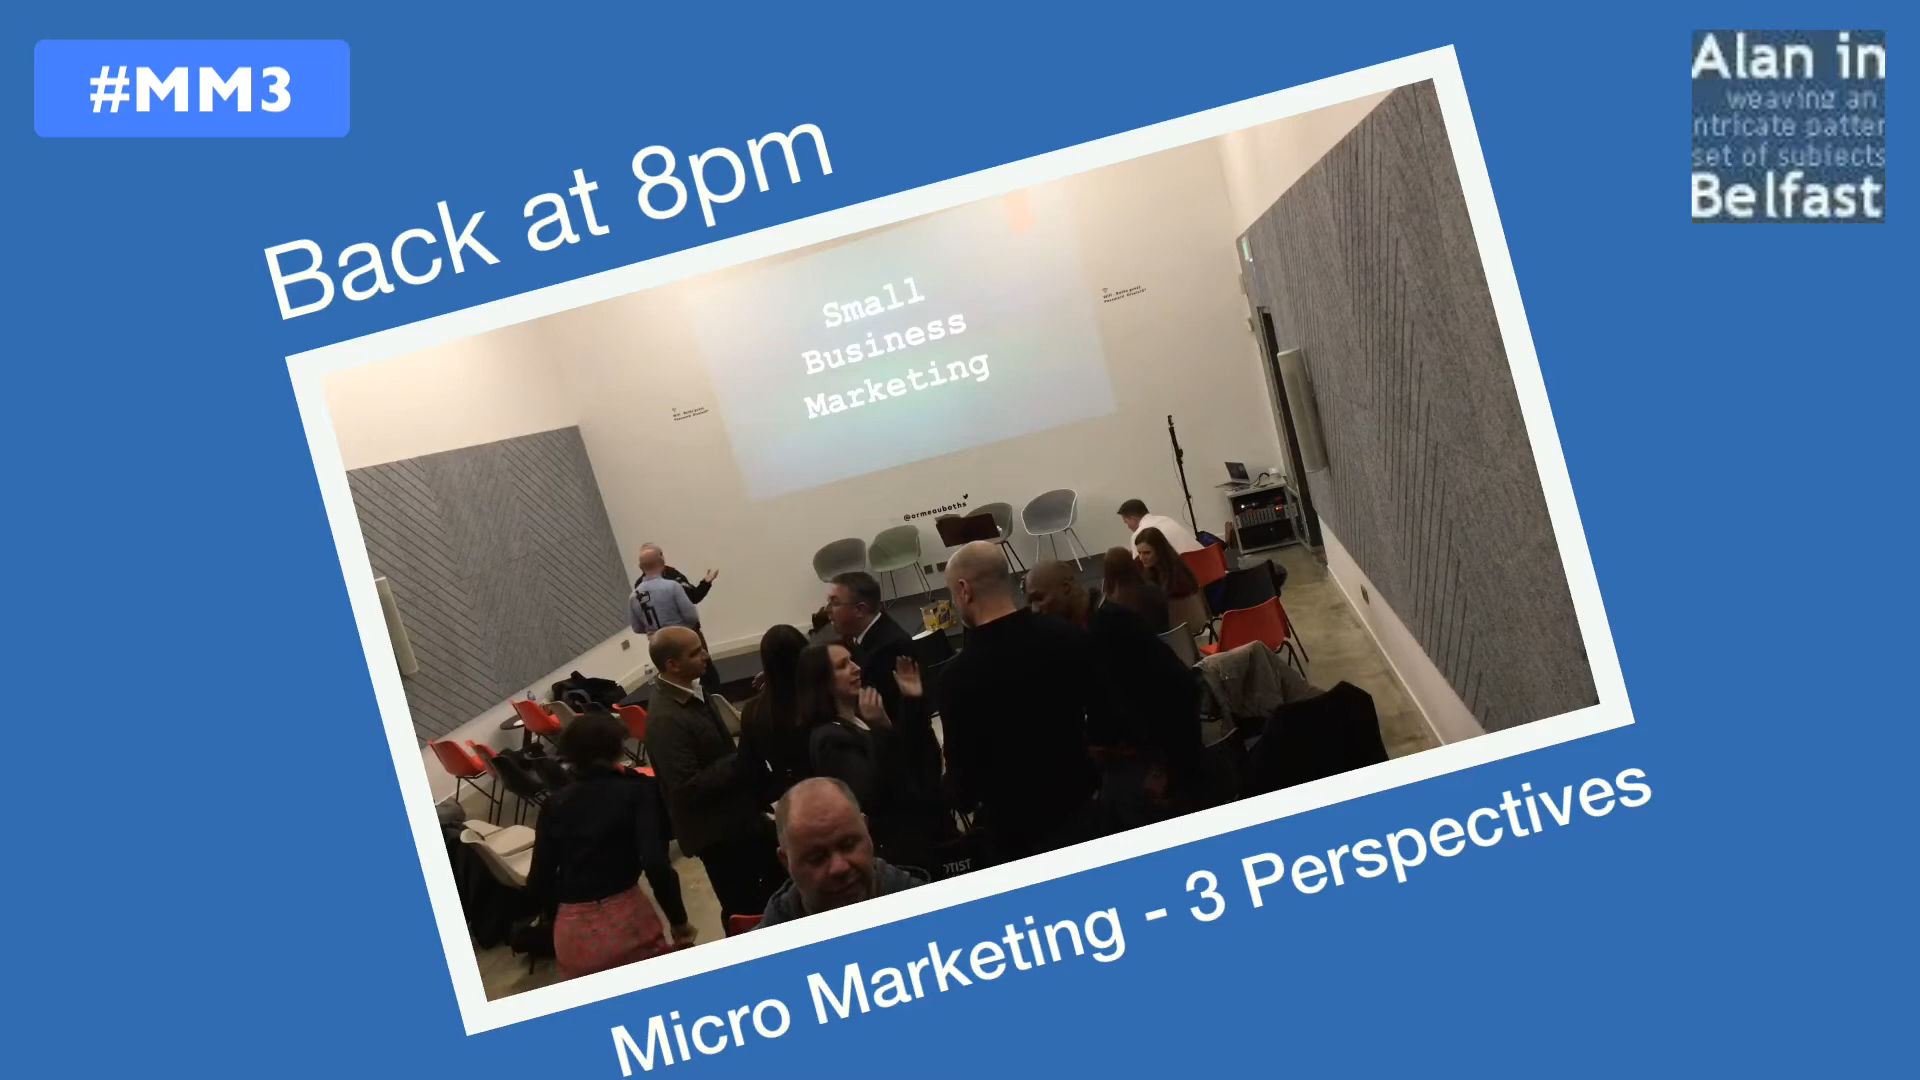 #MM3
Alan in
weaving an
ntricate patter
set of subjects
Belfast
Back at 8pm
Small
Business
Marketing
@ormeaubaths
OTIST
Micro Marketing - 3 Perspectives